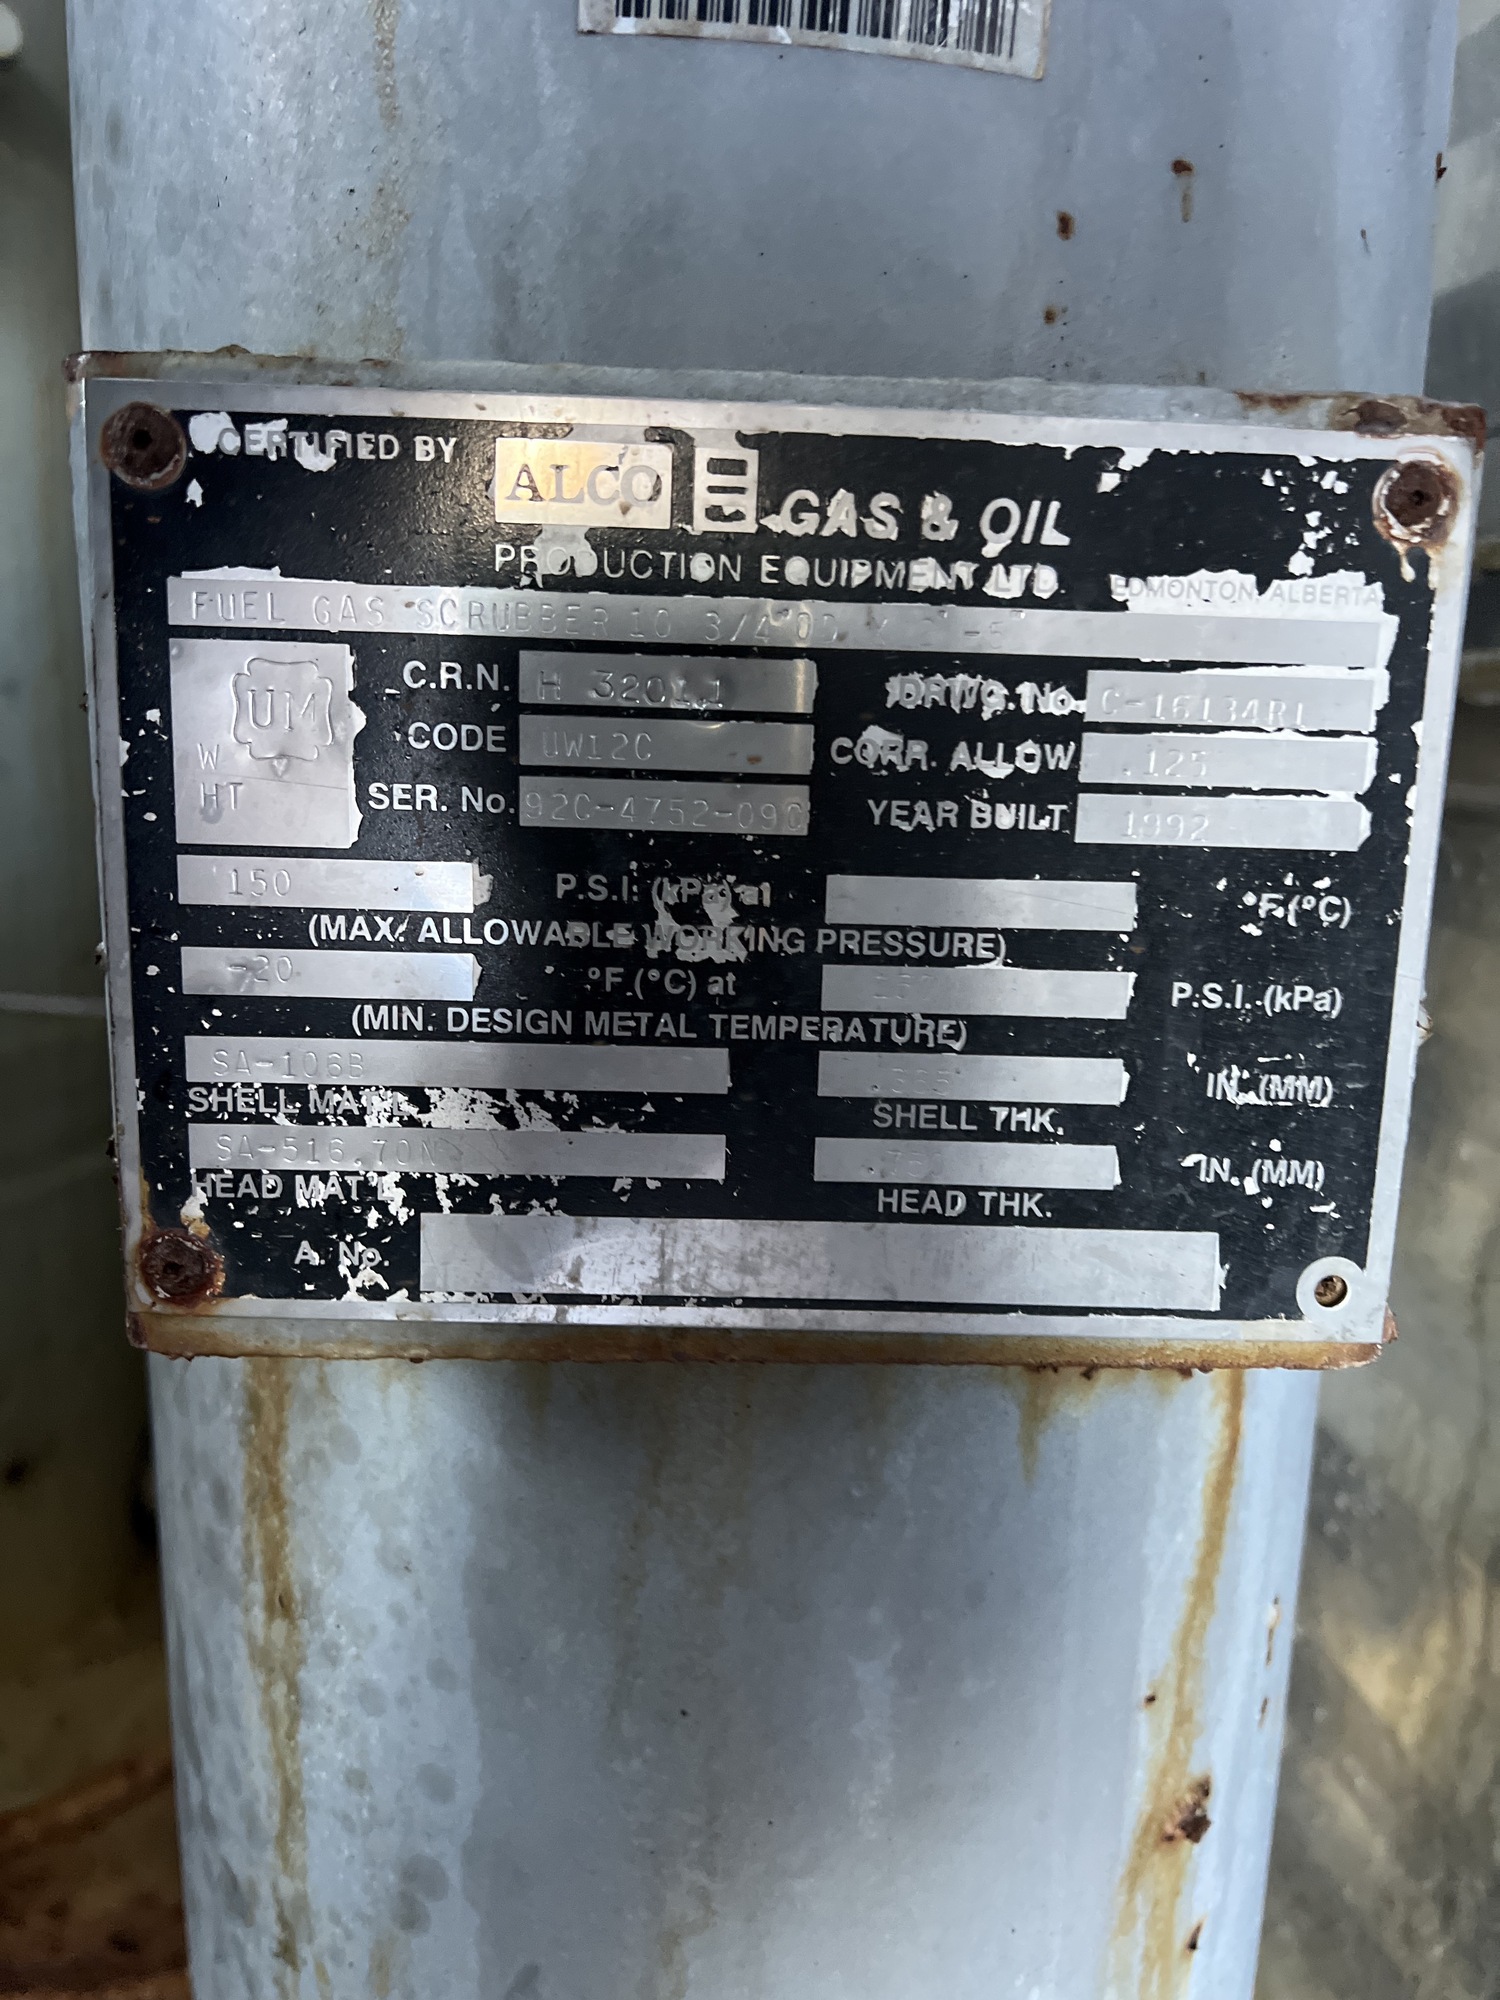 CERTIFIED BY ALCO GAS & OIL
PRODUCTION EQUIPMENT LTD. EDMONTON, ALBERTA
FUEL GAS SCRUBBER 10 3/4"OD X
UM
W
HT
C.R.N. H 3201.1 DRWG. No. C-16134R1
CODE UW12C CORR. ALLOW .125
SER. No. 92C-4752-09C YEAR BUILT 1992
150 P.S.I. (kPa) at °F.(°C)
(MAX. ALLOWABLE WORKING PRESSURE)
-20 °F.(°C) at P.S.I. (kPa)
(MIN. DESIGN METAL TEMPERATURE)
SA-106B IN. (MM)
SHELL MAT'L SHELL THK.
SA-516.70N IN. (MM)
HEAD MAT'L HEAD THK.
A. No.